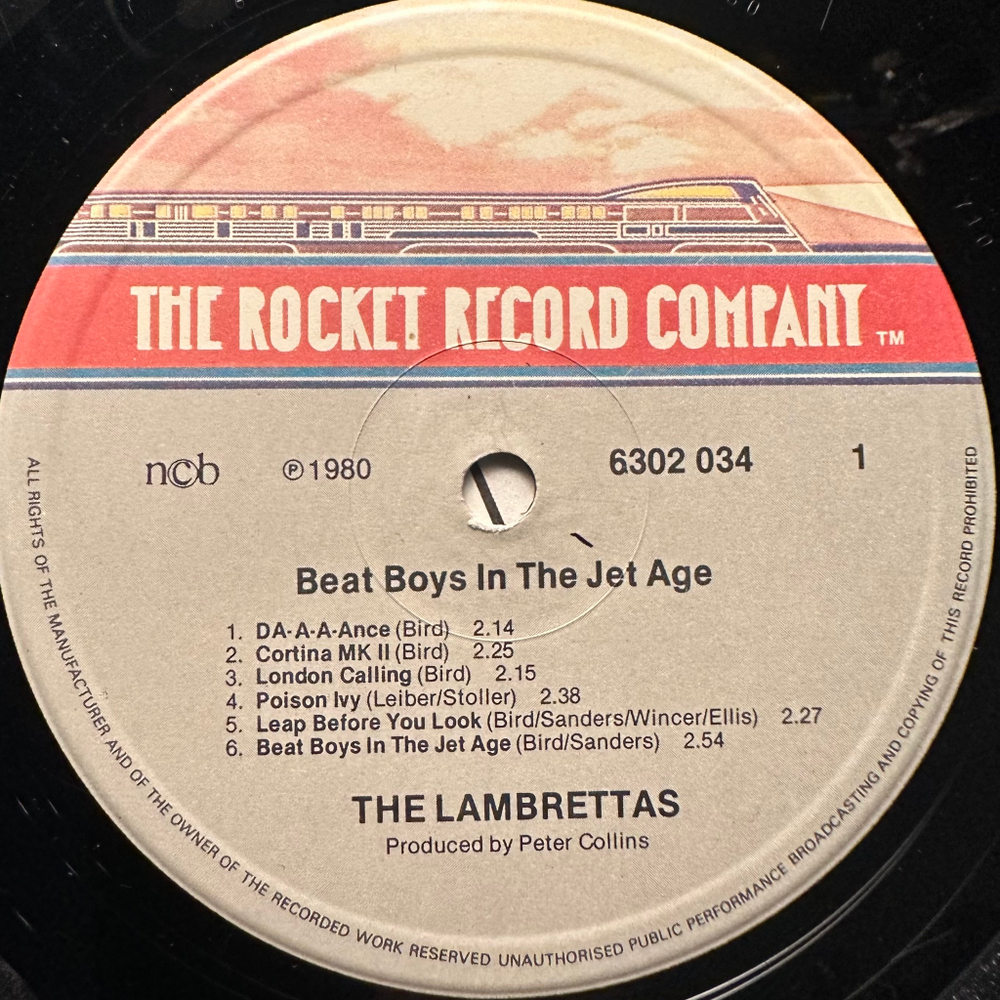 THE ROCKET RECORD COMPANY TM
ncb ℗1980 6302 034 1
Beat Boys In The Jet Age
1. DA-A-A-Ance (Bird) 2.14
2. Cortina MK II (Bird) 2.25
3. London Calling (Bird) 2.15
4. Poison Ivy (Leiber/Stoller) 2.38
5. Leap Before You Look (Bird/Sanders/Wincer/Ellis) 2.27
6. Beat Boys In The Jet Age (Bird/Sanders) 2.54
THE LAMBRETTAS
Produced by Peter Collins
ALL RIGHTS OF THE MANUFACTURER AND OF THE OWNER OF THE RECORDED WORK RESERVED UNAUTHORISED PUBLIC PERFORMANCE BROADCASTING AND COPYING OF THIS RECORD PROHIBITED